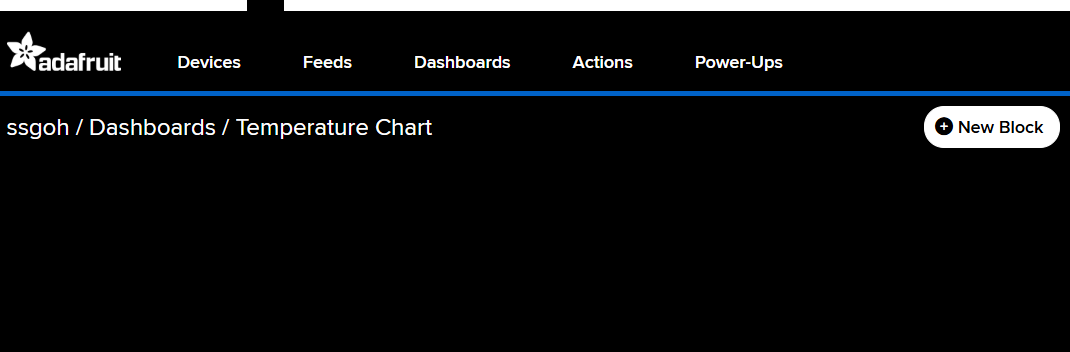 adafruit Devices Feeds Dashboards Actions Power-Ups
ssgoh / Dashboards / Temperature Chart New Block